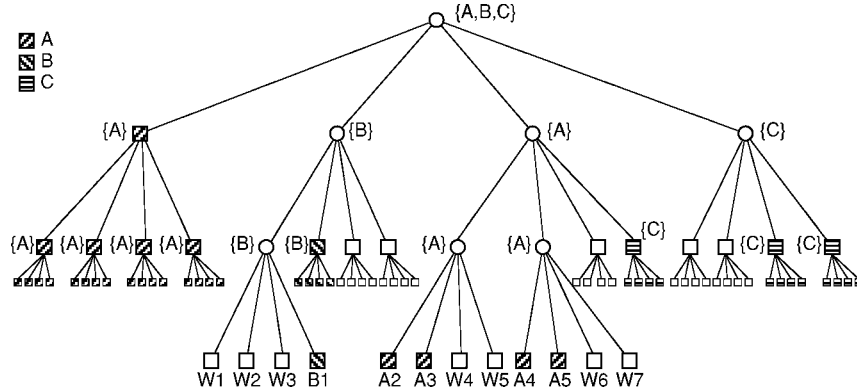 {A,B,C}
A
B
C
{A} {B} {A} {C}
{A} {A} {A} {A} {B} {B} {A} {A} {C} {C} {C}
W1 W2 W3 B1 A2 A3 W4 W5 A4 A5 W6 W7